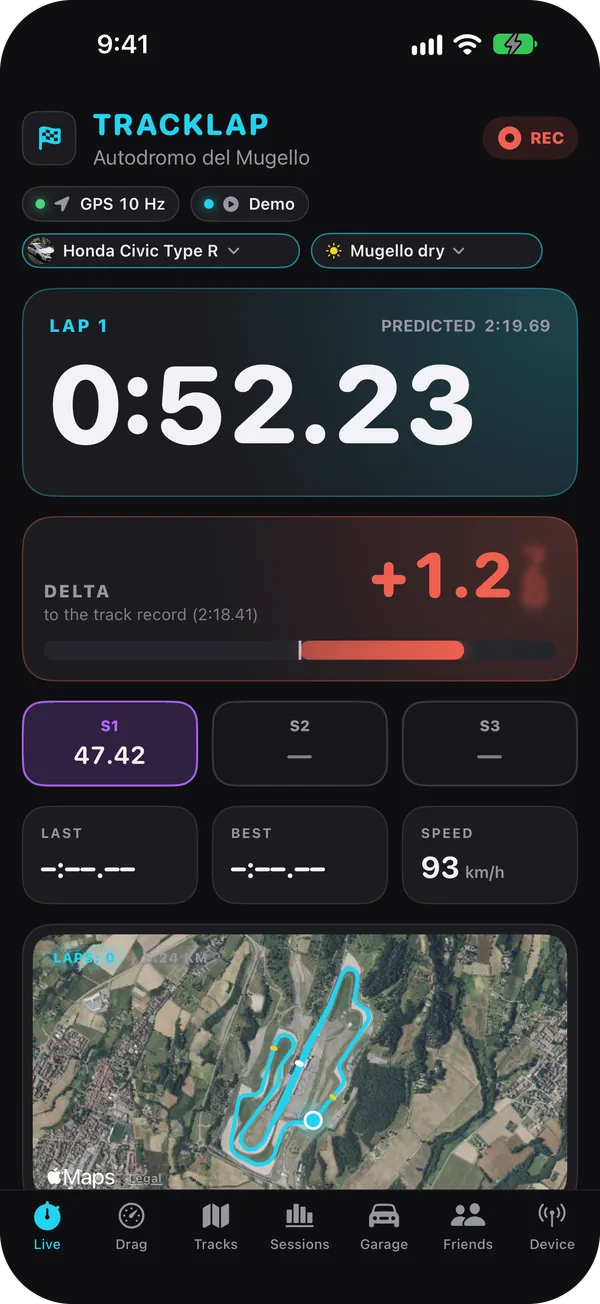 9:41
TRACKLAP
Autodromo del Mugello
REC
GPS 10 Hz
Demo
Honda Civic Type R
Mugello dry
LAP 1
PREDICTED 2:19.69
0:52.23
+1.2
DELTA
to the track record (2:18.41)
S1
47.42
S2
—
S3
—
LAST
-:--.--
BEST
-:--.--
SPEED
93 km/h
LAPS: 0
.24 KM
Maps
Legal
Live
Drag
Tracks
Sessions
Garage
Friends
Device